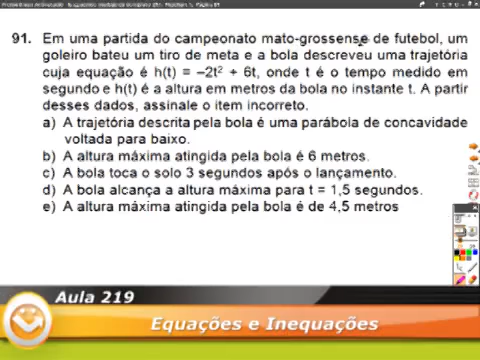 91. Em uma partida do campeonato mato-grossense de futebol, um
goleiro bateu um tiro de meta e a bola descreveu uma trajetória
cuja equação é h(t) = –2t² + 6t, onde t é o tempo medido em
segundo e h(t) é a altura em metros da bola no instante t. A partir
desses dados, assinale o item incorreto.
a) A trajetória descrita pela bola é uma parábola de concavidade
voltada para baixo.
b) A altura máxima atingida pela bola é 6 metros.
c) A bola toca o solo 3 segundos após o lançamento.
d) A bola alcança a altura máxima para t = 1,5 segundos.
e) A altura máxima atingida pela bola é de 4,5 metros
Aula 219
Equações e Inequações